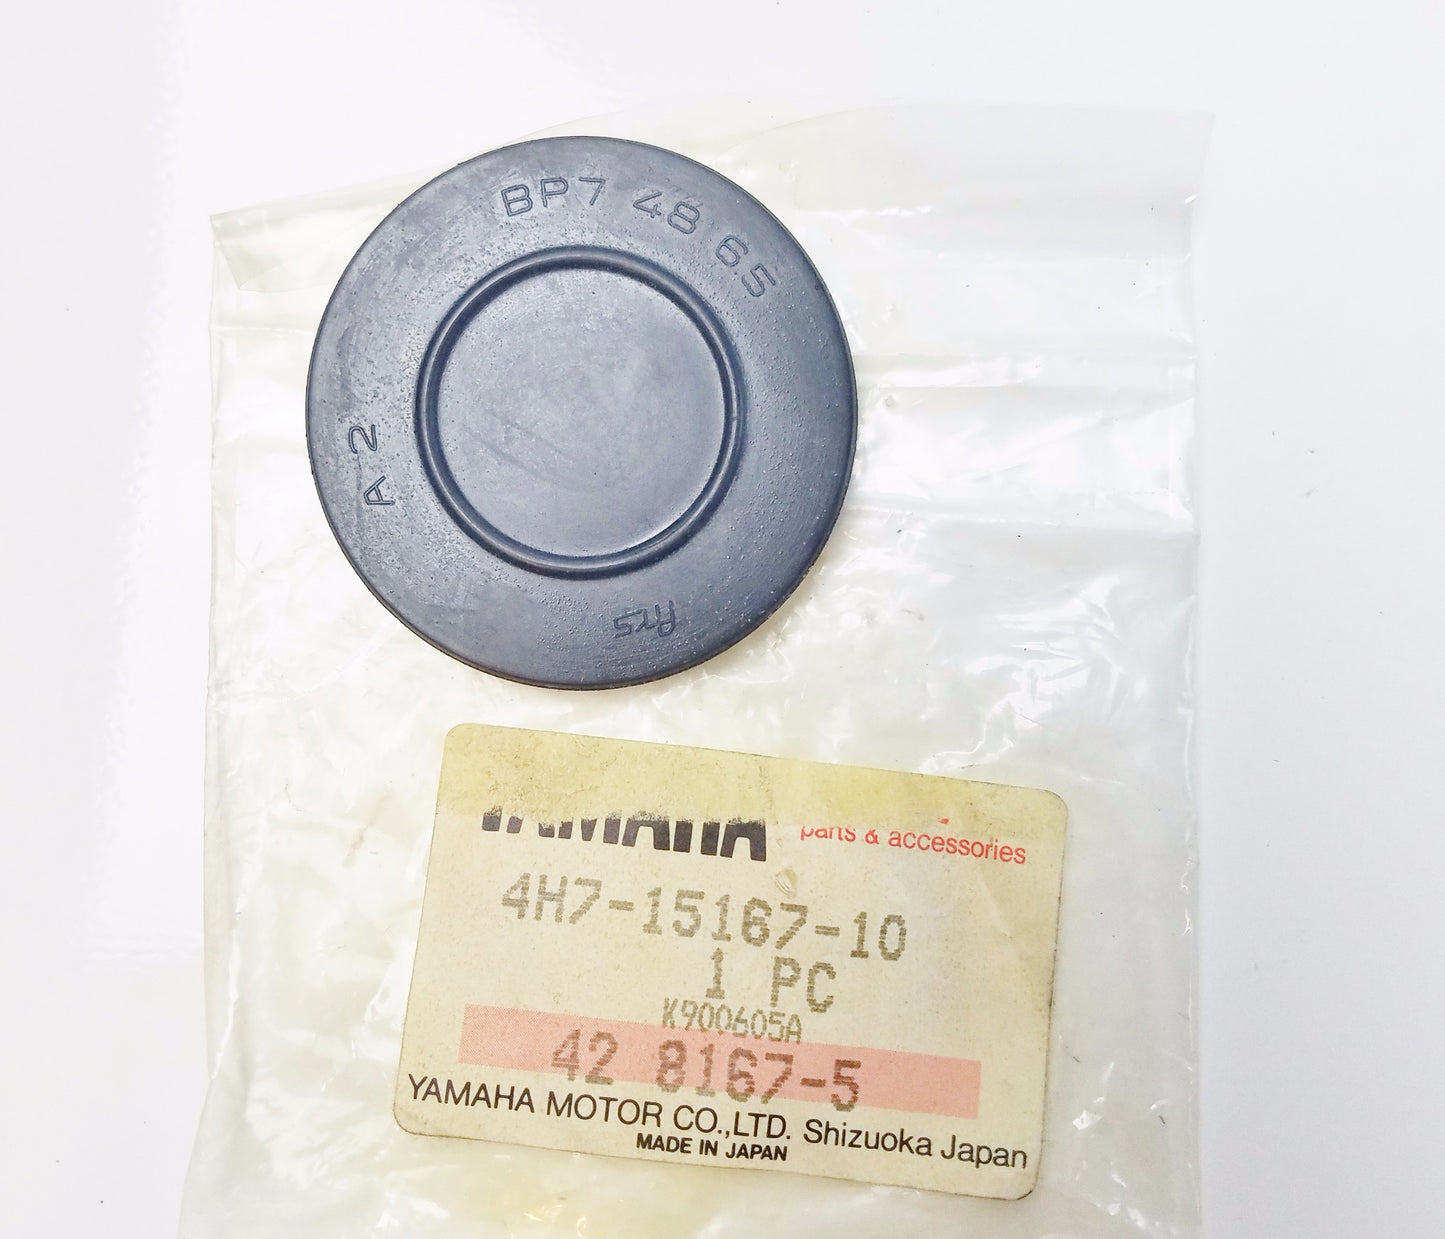 BP7 48 65
A2
YAMAHA parts & accessories
4H7-15167-10
1 PC
K900605A
42 8167-5
YAMAHA MOTOR CO.,LTD. Shizuoka Japan
MADE IN JAPAN